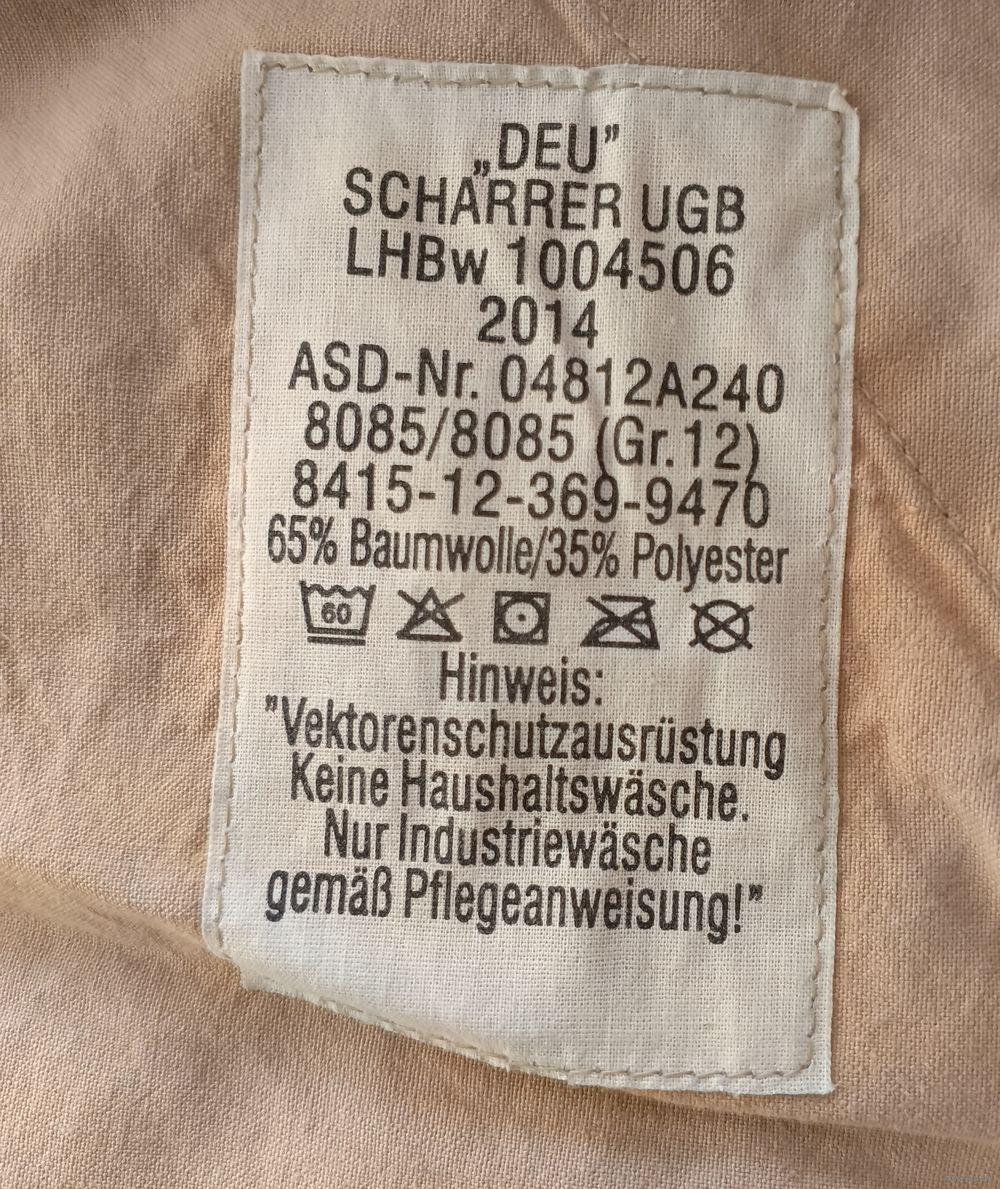 „DEU”
SCHARRER UGB
LHBw 1004506
2014
ASD-Nr. 04812A240
8085/8085 (Gr.12)
8415-12-369-9470
65% Baumwolle/35% Polyester
60
Hinweis:
”Vektorenschutzausrüstung
Keine Haushaltswäsche.
Nur Industriewäsche
gemäß Pflegeanweisung!”